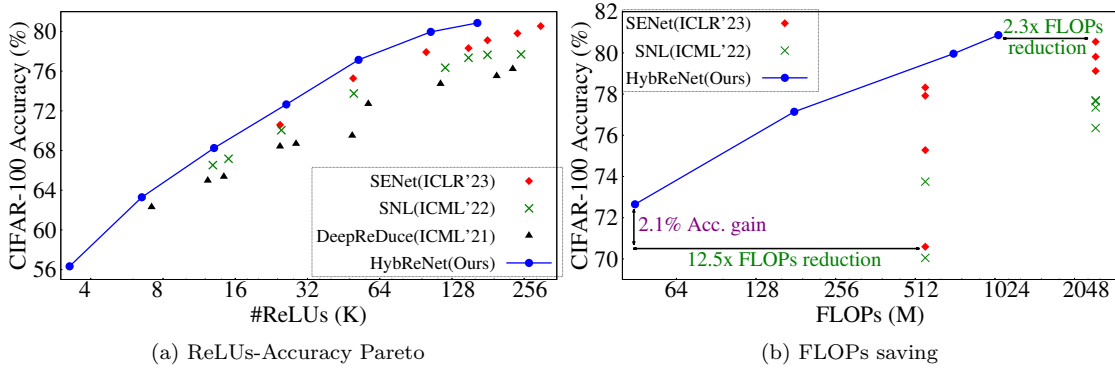 CIFAR-100 Accuracy (%)
80
76
72
68
64
60
56
SENet(ICLR’23)
SNL(ICML’22)
DeepReDuce(ICML’21)
HybReNet(Ours)
4 8 16 32 64 128 256
#ReLUs (K)
(a) ReLUs-Accuracy Pareto
CIFAR-100 Accuracy (%)
82
80
78
76
74
72
70
SENet(ICLR’23)
SNL(ICML’22)
HybReNet(Ours)
2.3x FLOPs
reduction
2.1% Acc. gain
12.5x FLOPs reduction
64 128 256 512 1024 2048
FLOPs (M)
(b) FLOPs saving